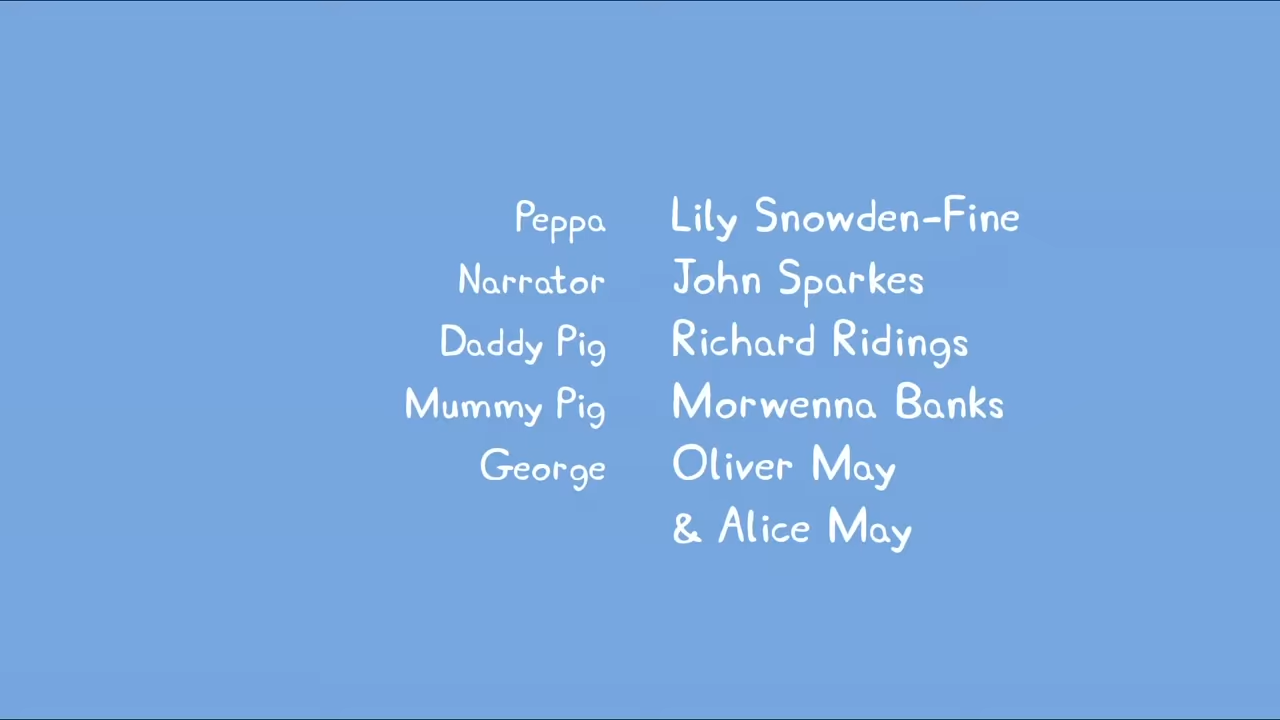 Peppa Lily Snowden-Fine
Narrator John Sparkes
Daddy Pig Richard Ridings
Mummy Pig Morwenna Banks
George Oliver May
& Alice May